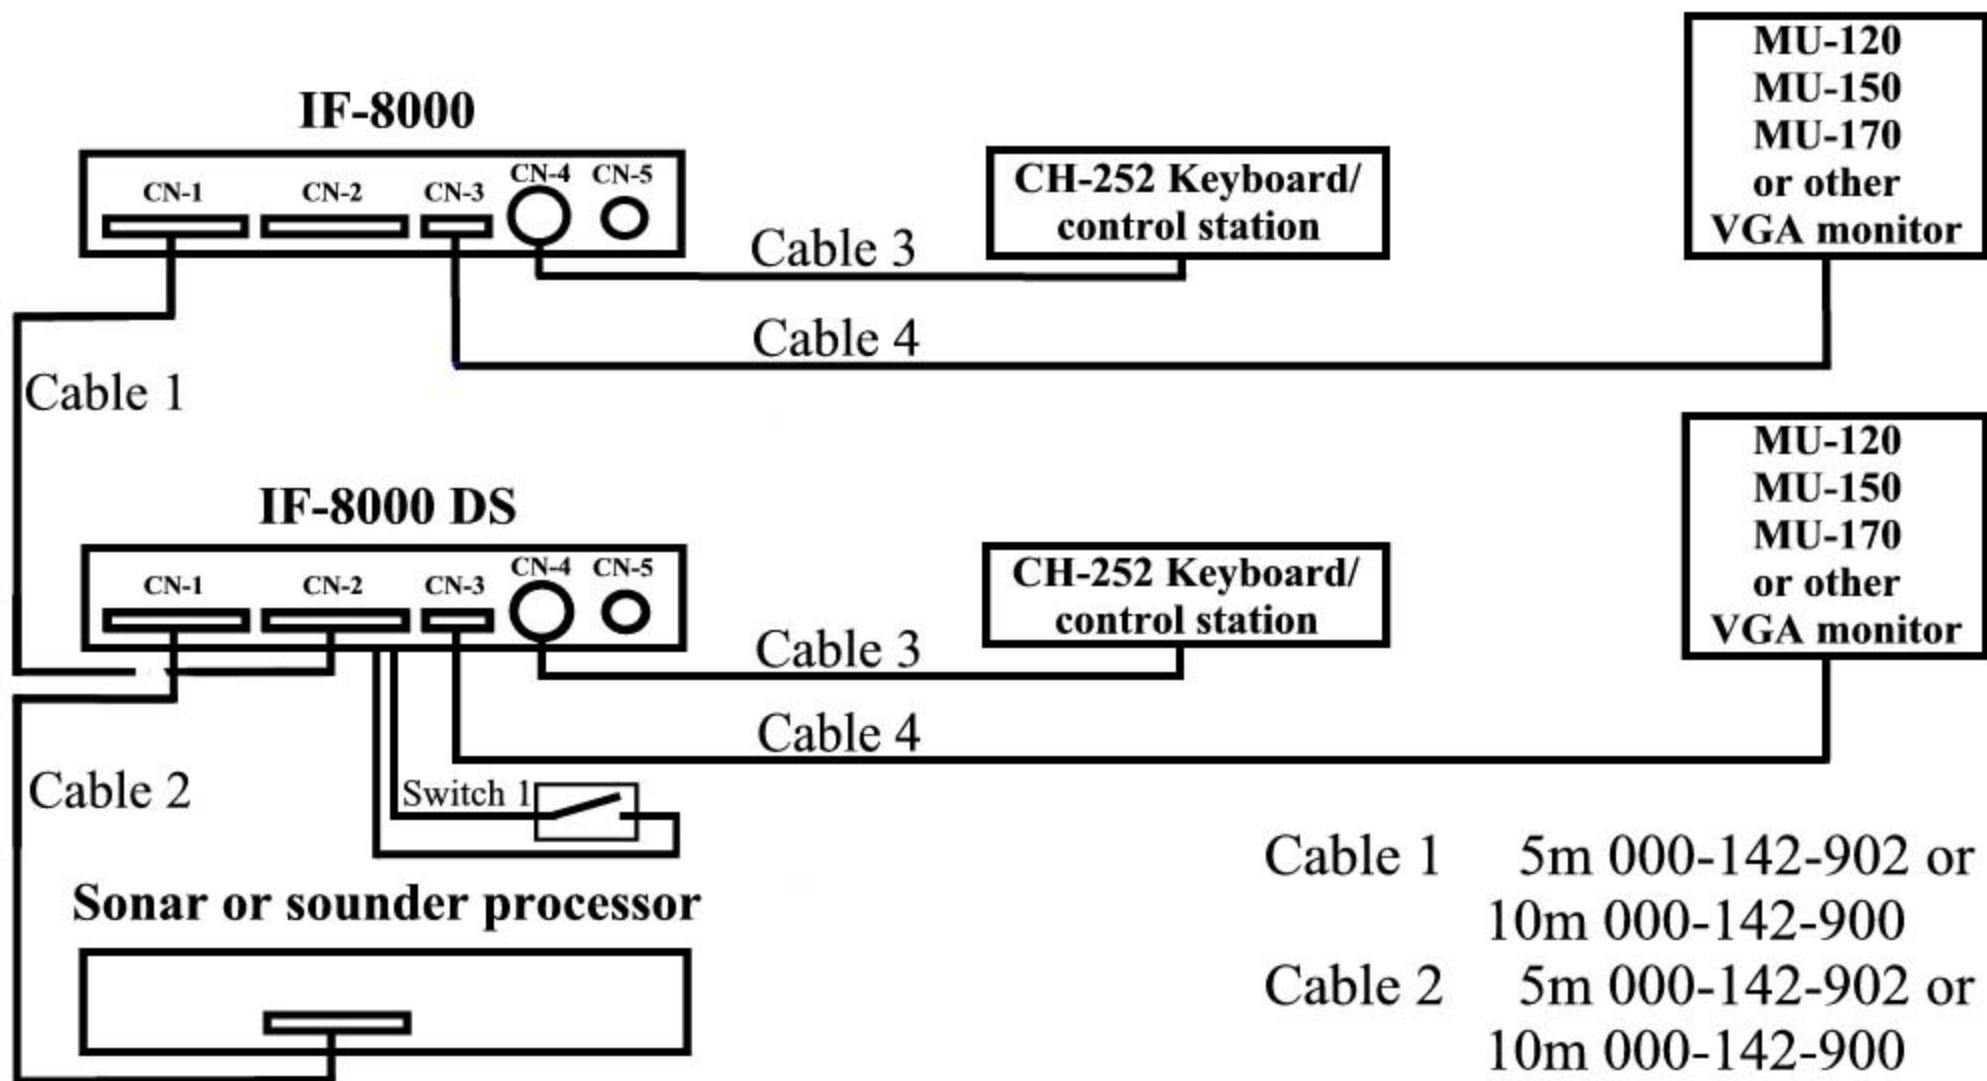 IF-8000
CN-1 CN-2 CN-3 CN-4 CN-5
CH-252 Keyboard/
control station
MU-120
MU-150
MU-170
or other
VGA monitor
Cable 3
Cable 4
Cable 1
IF-8000 DS
CN-1 CN-2 CN-3 CN-4 CN-5
CH-252 Keyboard/
control station
MU-120
MU-150
MU-170
or other
VGA monitor
Cable 3
Cable 4
Cable 2
Switch 1
Sonar or sounder processor
Cable 1 5m 000-142-902 or
10m 000-142-900
Cable 2 5m 000-142-902 or
10m 000-142-900